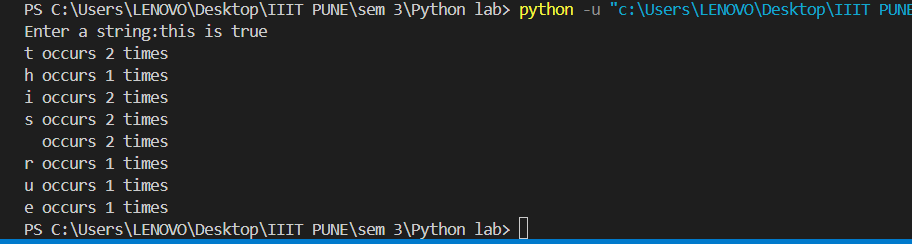 PS C:\Users\LENOVO\Desktop\IIIT PUNE\sem 3\Python lab> python -u "c:\Users\LENOVO\Desktop\IIIT PUNE
Enter a string:this is true
t occurs 2 times
h occurs 1 times
i occurs 2 times
s occurs 2 times
  occurs 2 times
r occurs 1 times
u occurs 1 times
e occurs 1 times
PS C:\Users\LENOVO\Desktop\IIIT PUNE\sem 3\Python lab>